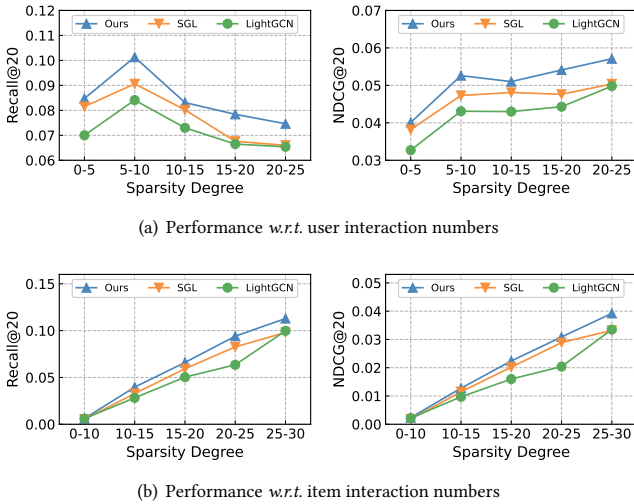 0.12
0.11
0.10
0.09
0.08
0.07
0.06
Recall@20
Ours SGL LightGCN
0-5 5-10 10-15 15-20 20-25
Sparsity Degree
0.07
0.06
0.05
0.04
0.03
NDCG@20
Ours SGL LightGCN
0-5 5-10 10-15 15-20 20-25
Sparsity Degree
(a) Performance w.r.t. user interaction numbers
0.15
0.10
0.05
0.00
Recall@20
Ours SGL LightGCN
0-10 10-15 15-20 20-25 25-30
Sparsity Degree
0.05
0.04
0.03
0.02
0.01
0.00
NDCG@20
Ours SGL LightGCN
0-10 10-15 15-20 20-25 25-30
Sparsity Degree
(b) Performance w.r.t. item interaction numbers